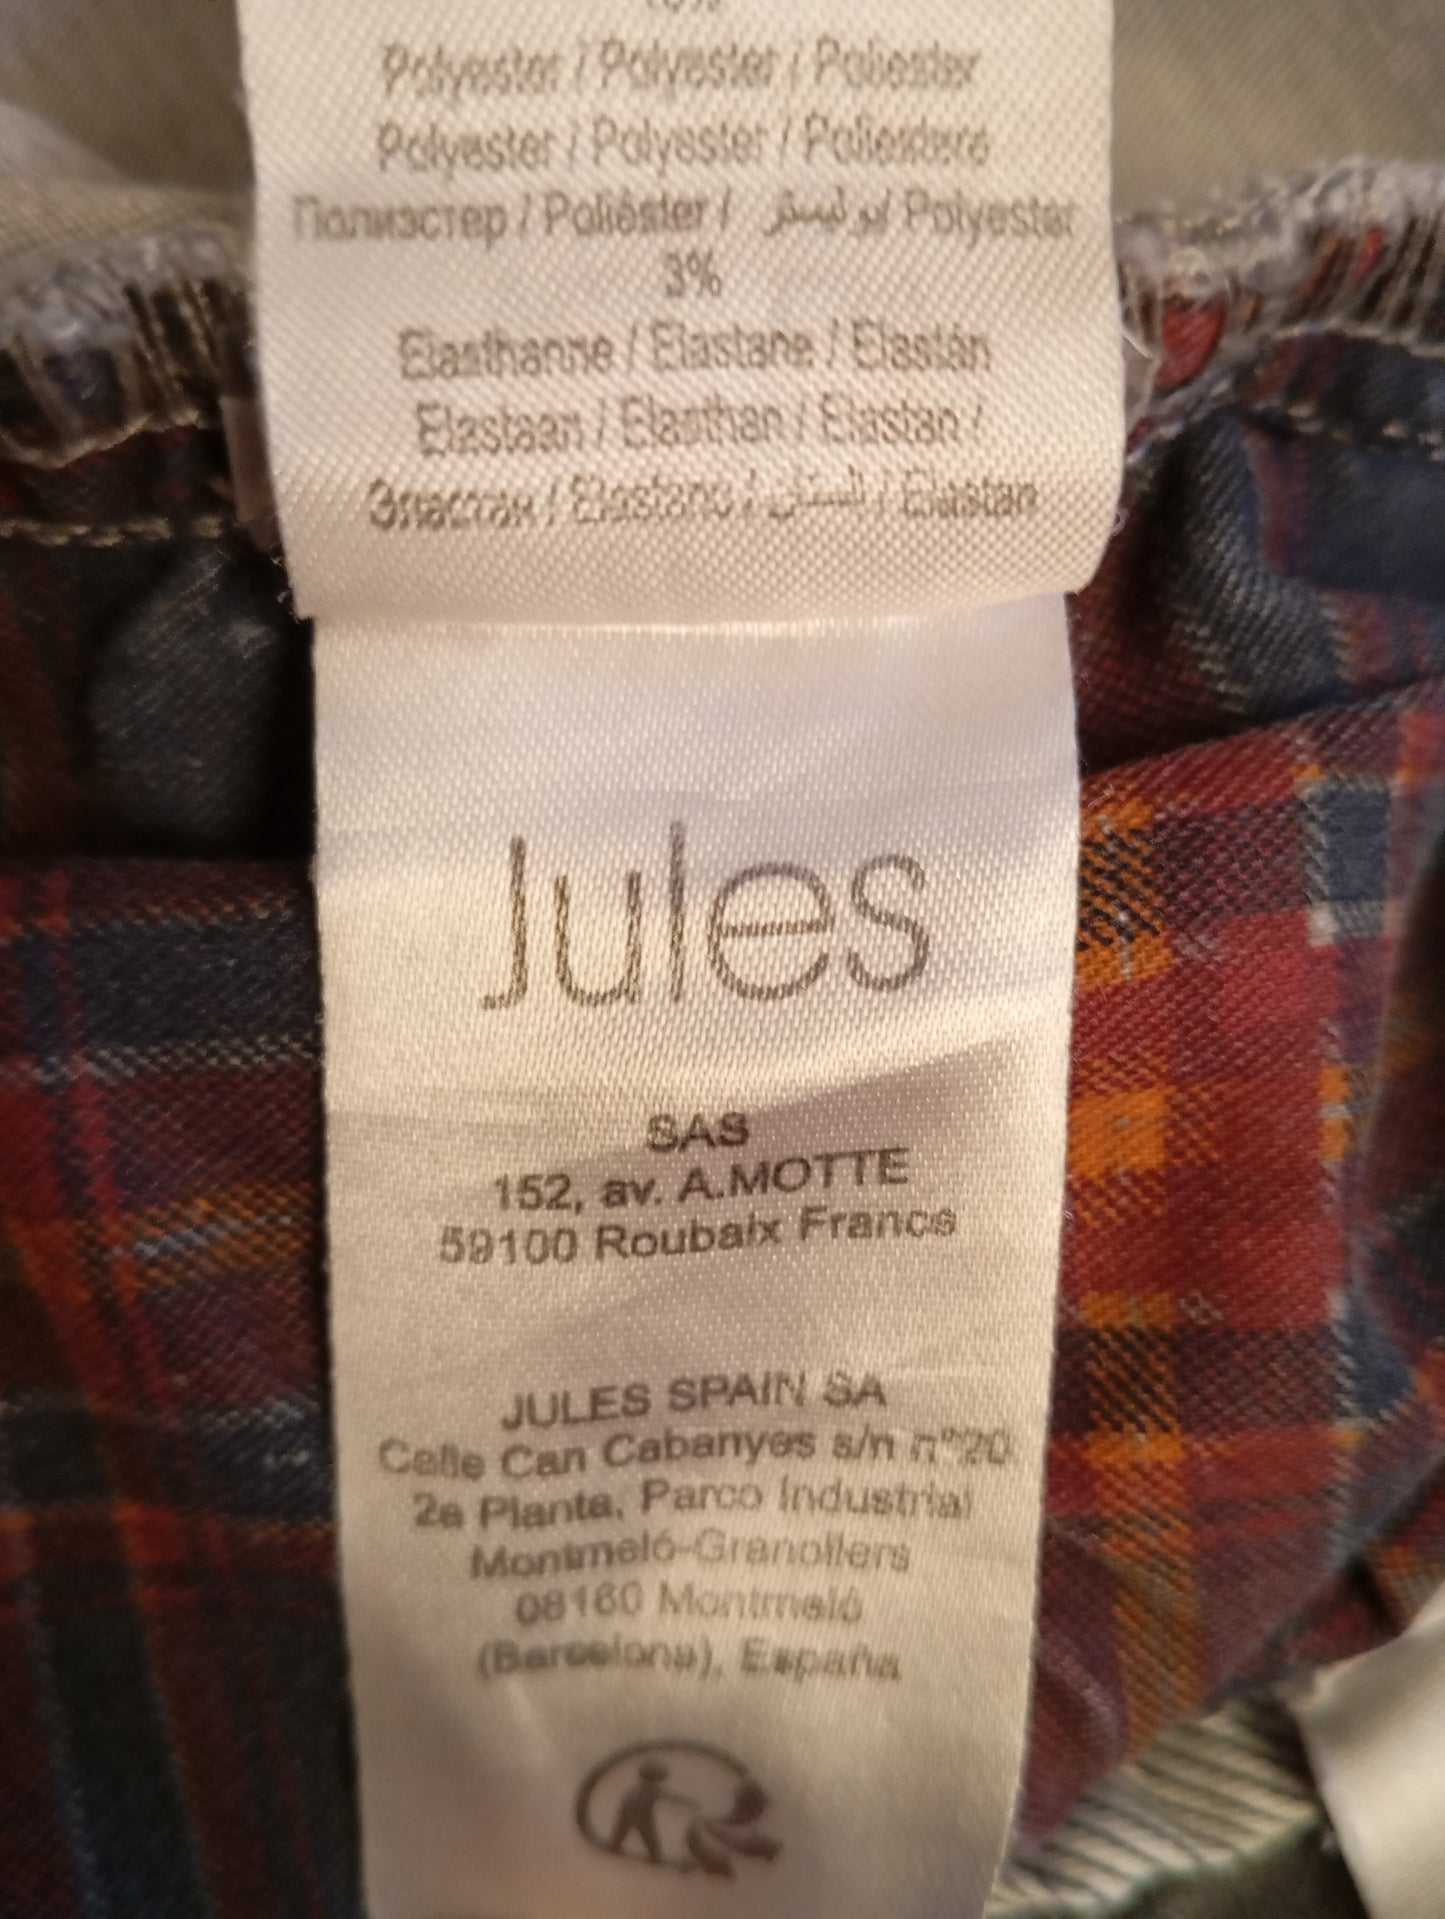 Polyester / Polyester / Poliester
Polyester / Polyester / Poliestere
Полиэстер / Poliéster / بوليستر Polyester
3%
Elasthanne / Elastane / Elastán
Elastaan / Elasthan / Elastan /
Эластан / Elastano / / Elastan
Jules
SAS
152, av. A.MOTTE
59100 Roubaix France
JULES SPAIN SA
Calle Can Cabanyes s/n n°20
2a Planta, Parco Industrial
Montmeló-Granollers
08160 Montmeló
(Barcelona), España